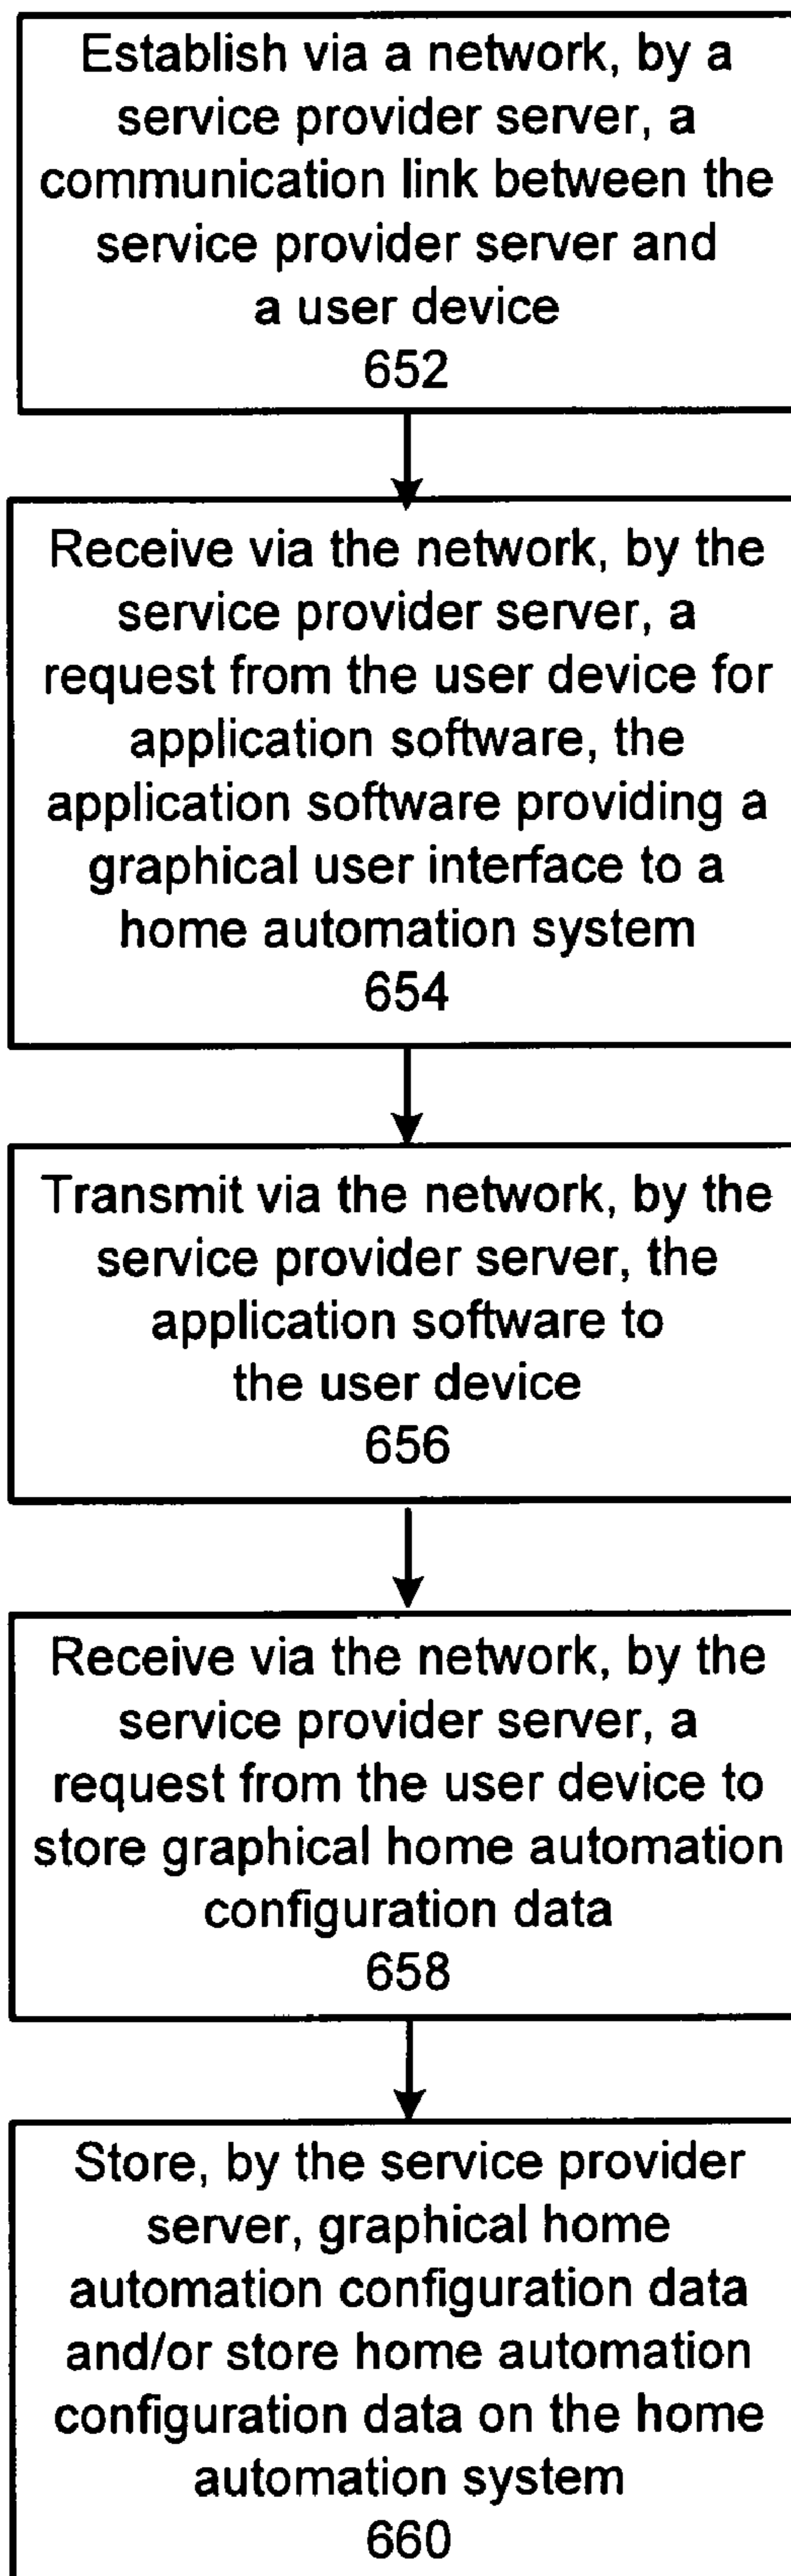 Establish via a network, by a
service provider server, a
communication link between the
service provider server and
a user device
652
Receive via the network, by the
service provider server, a
request from the user device for
application software, the
application software providing a
graphical user interface to a
home automation system
654
Transmit via the network, by the
service provider server, the
application software to
the user device
656
Receive via the network, by the
service provider server, a
request from the user device to
store graphical home automation
configuration data
658
Store, by the service provider
server, graphical home
automation configuration data
and/or store home automation
configuration data on the home
automation system
660